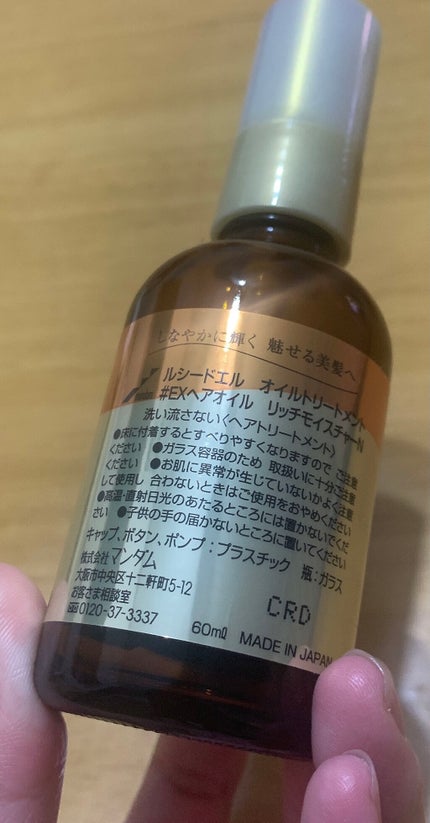 しなやかに輝く 魅せる美髪へ
ルシードエル オイルトリートメント
#EXヘアオイル リッチモイスチャーN
洗い流さない〈ヘアトリートメント〉
●床に付着するとすべりやすくなりますので ご注意
ください ●ガラス容器のため 取扱いに十分ご注意
ください ●お肌に異常が生じていないかよく注意
して使用し 合わないときはご使用をおやめください
●高温・直射日光のあたるところには置かないでくだ
さい ●子供の手の届かないところに置いてください
キャップ、ボタン、ポンプ：プラスチック 瓶：ガラス
株式会社 マンダム
大阪市中央区十二軒町5-12
お客さま相談室
0120-37-3337
60mℓ MADE IN JAPAN
CRD